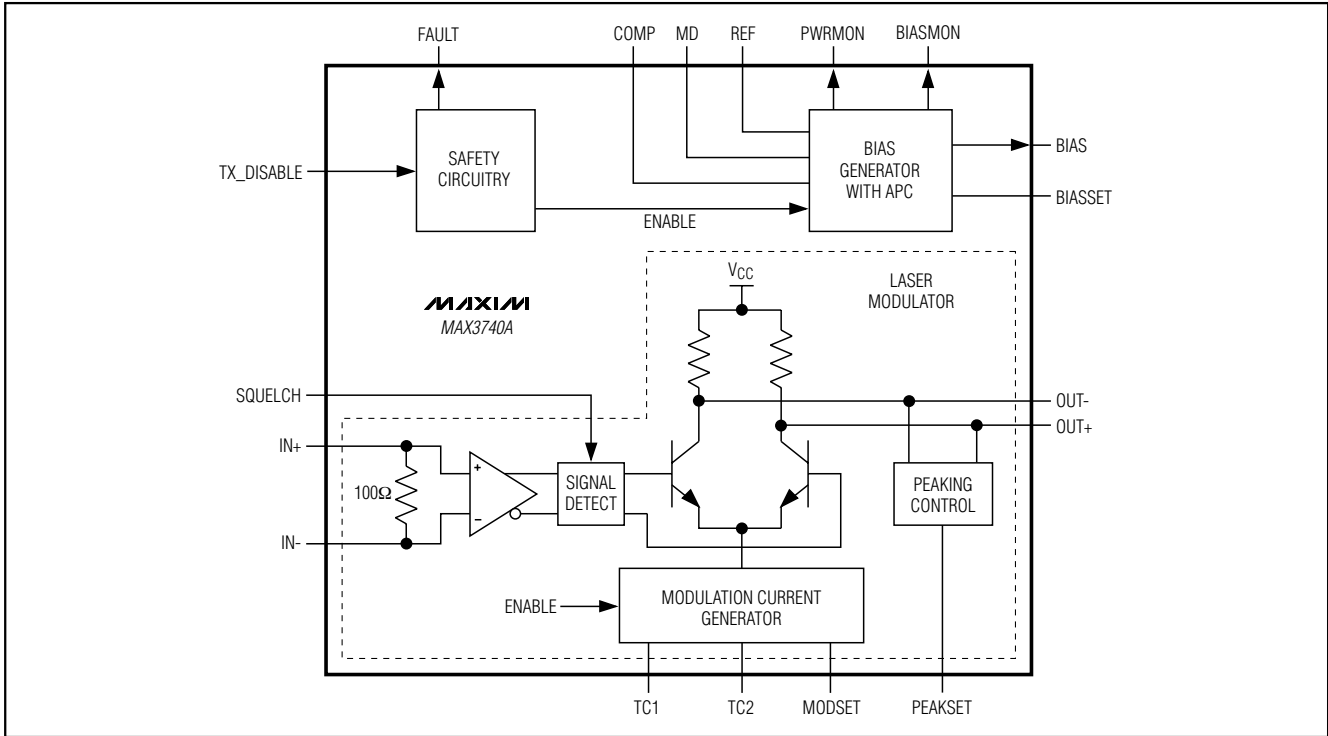 FAULT
COMP
MD
REF
PWRMON
BIASMON
SAFETY
CIRCUITRY
BIAS
GENERATOR
WITH APC
BIAS
TX_DISABLE
BIASSET
ENABLE
VCC
LASER
MODULATOR
MAXIM
MAX3740A
SQUELCH
OUT-
OUT+
IN+
+
-
100Ω
SIGNAL
DETECT
PEAKING
CONTROL
IN-
ENABLE
MODULATION CURRENT
GENERATOR
TC1
TC2
MODSET
PEAKSET